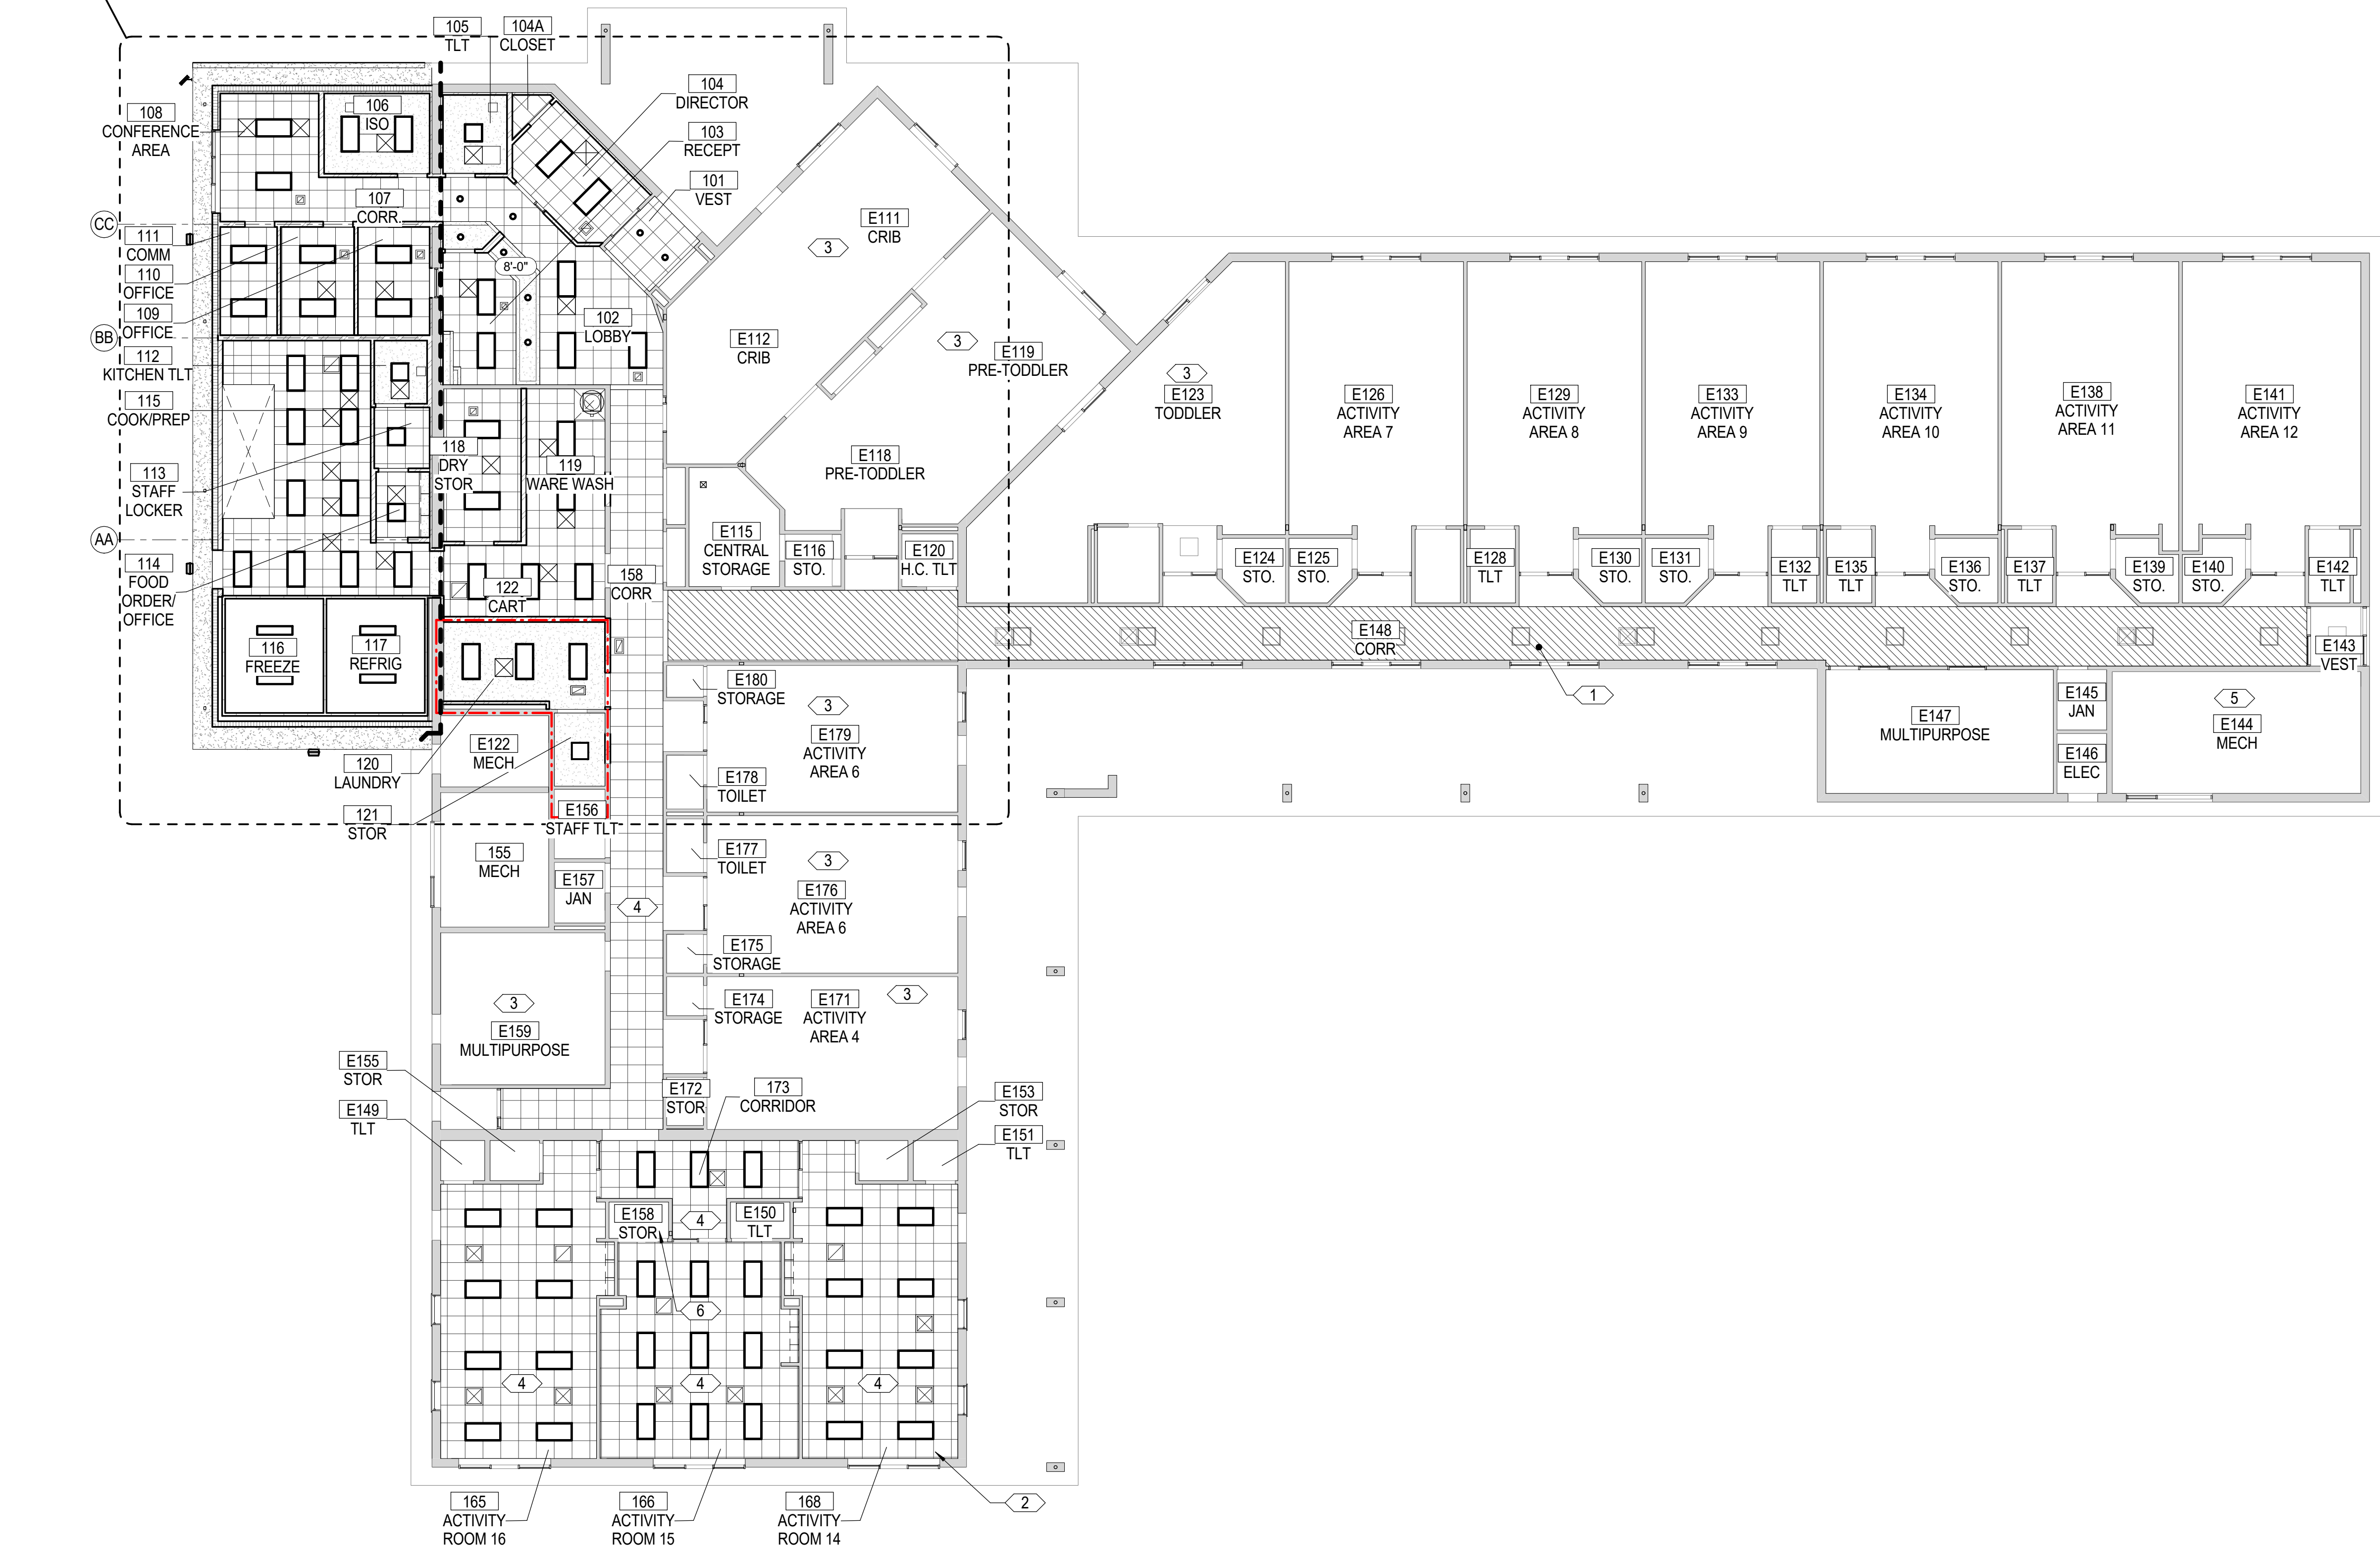 105
TLT
104A
CLOSET
104
DIRECTOR
103
RECEPT
101
VEST
108
CONFERENCE
AREA
106
ISO
107
CORR.
CC
111
COMM
110
OFFICE
109
OFFICE
BB
112
KITCHEN TLT
115
COOK/PREP
113
STAFF
LOCKER
AA
114
FOOD
ORDER/
OFFICE
8'-0"
102
LOBBY
118
DRY
STOR
119
WARE WASH
122
CART
158
CORR
116
FREEZE
117
REFRIG
120
LAUNDRY
121
STOR
E122
MECH
E156
STAFF TLT
155
MECH
E157
JAN
4
3
E159
MULTIPURPOSE
E111
CRIB
3
E112
CRIB
3
E119
PRE-TODDLER
E118
PRE-TODDLER
E115
CENTRAL
STORAGE
E116
STO.
E120
H.C. TLT
3
E123
TODDLER
E126
ACTIVITY
AREA 7
E129
ACTIVITY
AREA 8
E133
ACTIVITY
AREA 9
E134
ACTIVITY
AREA 10
E138
ACTIVITY
AREA 11
E141
ACTIVITY
AREA 12
E124
STO.
E125
STO.
E128
TLT
E130
STO.
E131
STO.
E132
TLT
E135
TLT
E136
STO.
E137
TLT
E139
STO.
E140
STO.
E142
TLT
E148
CORR
E143
VEST
1
E147
MULTIPURPOSE
E145
JAN
E146
ELEC
5
E144
MECH
E180
STORAGE
3
E179
ACTIVITY
AREA 6
E178
TOILET
E177
TOILET
3
E176
ACTIVITY
AREA 6
E175
STORAGE
E174
STORAGE
E171
ACTIVITY
AREA 4
3
E172
STOR
173
CORRIDOR
E155
STOR
E149
TLT
E153
STOR
E151
TLT
E158
STOR
4
E150
TLT
6
4
4
4
2
165
ACTIVITY
ROOM 16
166
ACTIVITY
ROOM 15
168
ACTIVITY
ROOM 14